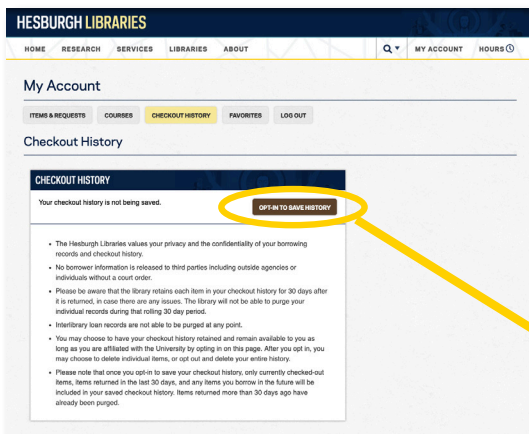 HESBURGH LIBRARIES
HOME RESEARCH SERVICES LIBRARIES ABOUT MY ACCOUNT HOURS
My Account
ITEMS & REQUESTS COURSES CHECKOUT HISTORY FAVORITES LOG OUT
Checkout History
CHECKOUT HISTORY
Your checkout history is not being saved.
OPT-IN TO SAVE HISTORY
• The Hesburgh Libraries values your privacy and the confidentiality of your borrowing
records and checkout history.
• No borrower information is released to third parties including outside agencies or
individuals without a court order.
• Please be aware that the library retains each item in your checkout history for 30 days after
it is returned, in case there are any issues. The library will not be able to purge your
individual records during that rolling 30 day period.
• Interlibrary loan records are not able to be purged at any point.
• You may choose to have your checkout history retained and remain available to you as
long as you are affiliated with the University by opting in on this page. After you opt in, you
may choose to delete individual items, or opt out and delete your entire history.
• Please note that once you opt-in to save your checkout history, only currently checked-out
items, items returned in the last 30 days, and any items you borrow in the future will be
included in your saved checkout history. Items returned more than 30 days ago have
already been purged.